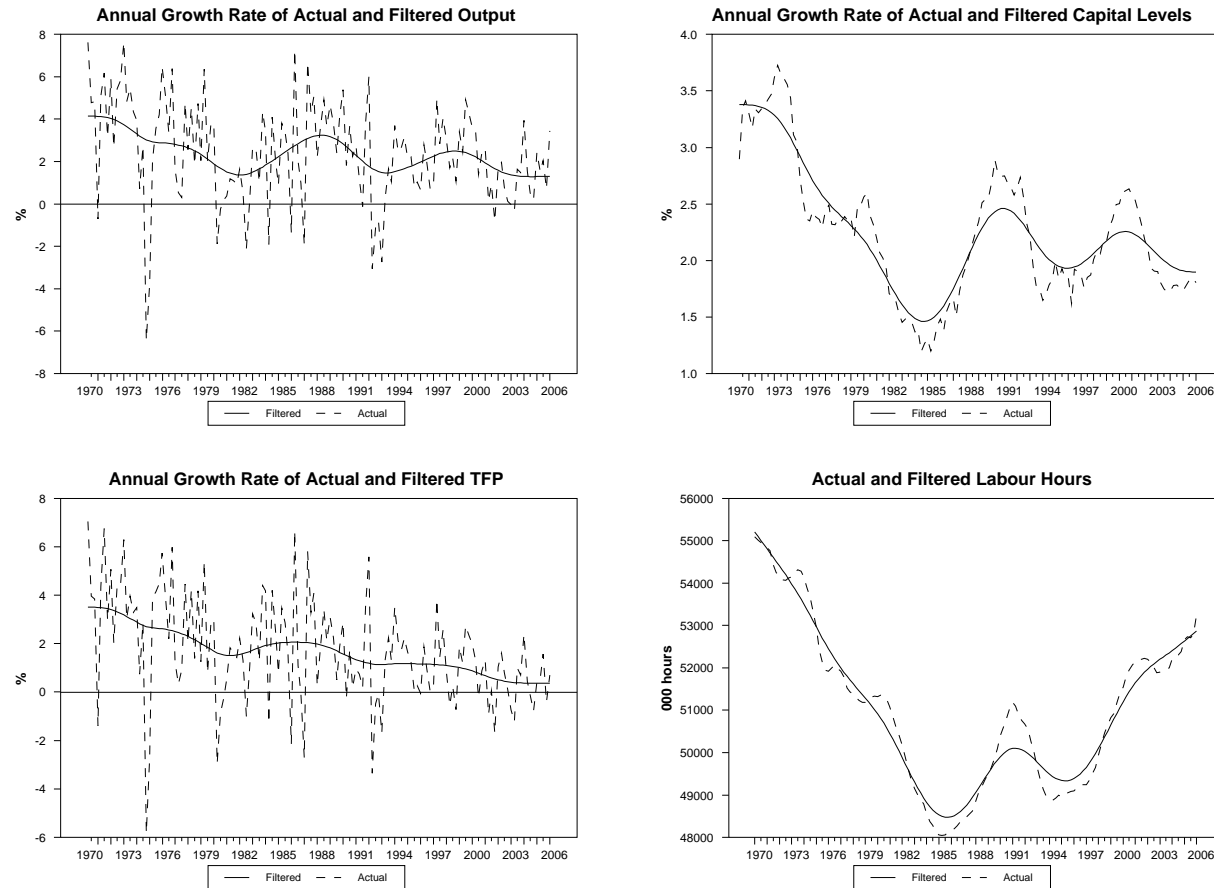 Annual Growth Rate of Actual and Filtered Output
8
6
4
2
0
-2
-4
-6
-8
%
1970 1973 1976 1979 1982 1985 1988 1991 1994 1997 2000 2003 2006
Filtered Actual
Annual Growth Rate of Actual and Filtered Capital Levels
4.0
3.5
3.0
2.5
2.0
1.5
1.0
%
1970 1973 1976 1979 1982 1985 1988 1991 1994 1997 2000 2003 2006
Filtered Actual
Annual Growth Rate of Actual and Filtered TFP
8
6
4
2
0
-2
-4
-6
%
1970 1973 1976 1979 1982 1985 1988 1991 1994 1997 2000 2003 2006
Filtered Actual
Actual and Filtered Labour Hours
56000
55000
54000
53000
52000
51000
50000
49000
48000
000 hours
1970 1973 1976 1979 1982 1985 1988 1991 1994 1997 2000 2003 2006
Filtered Actual